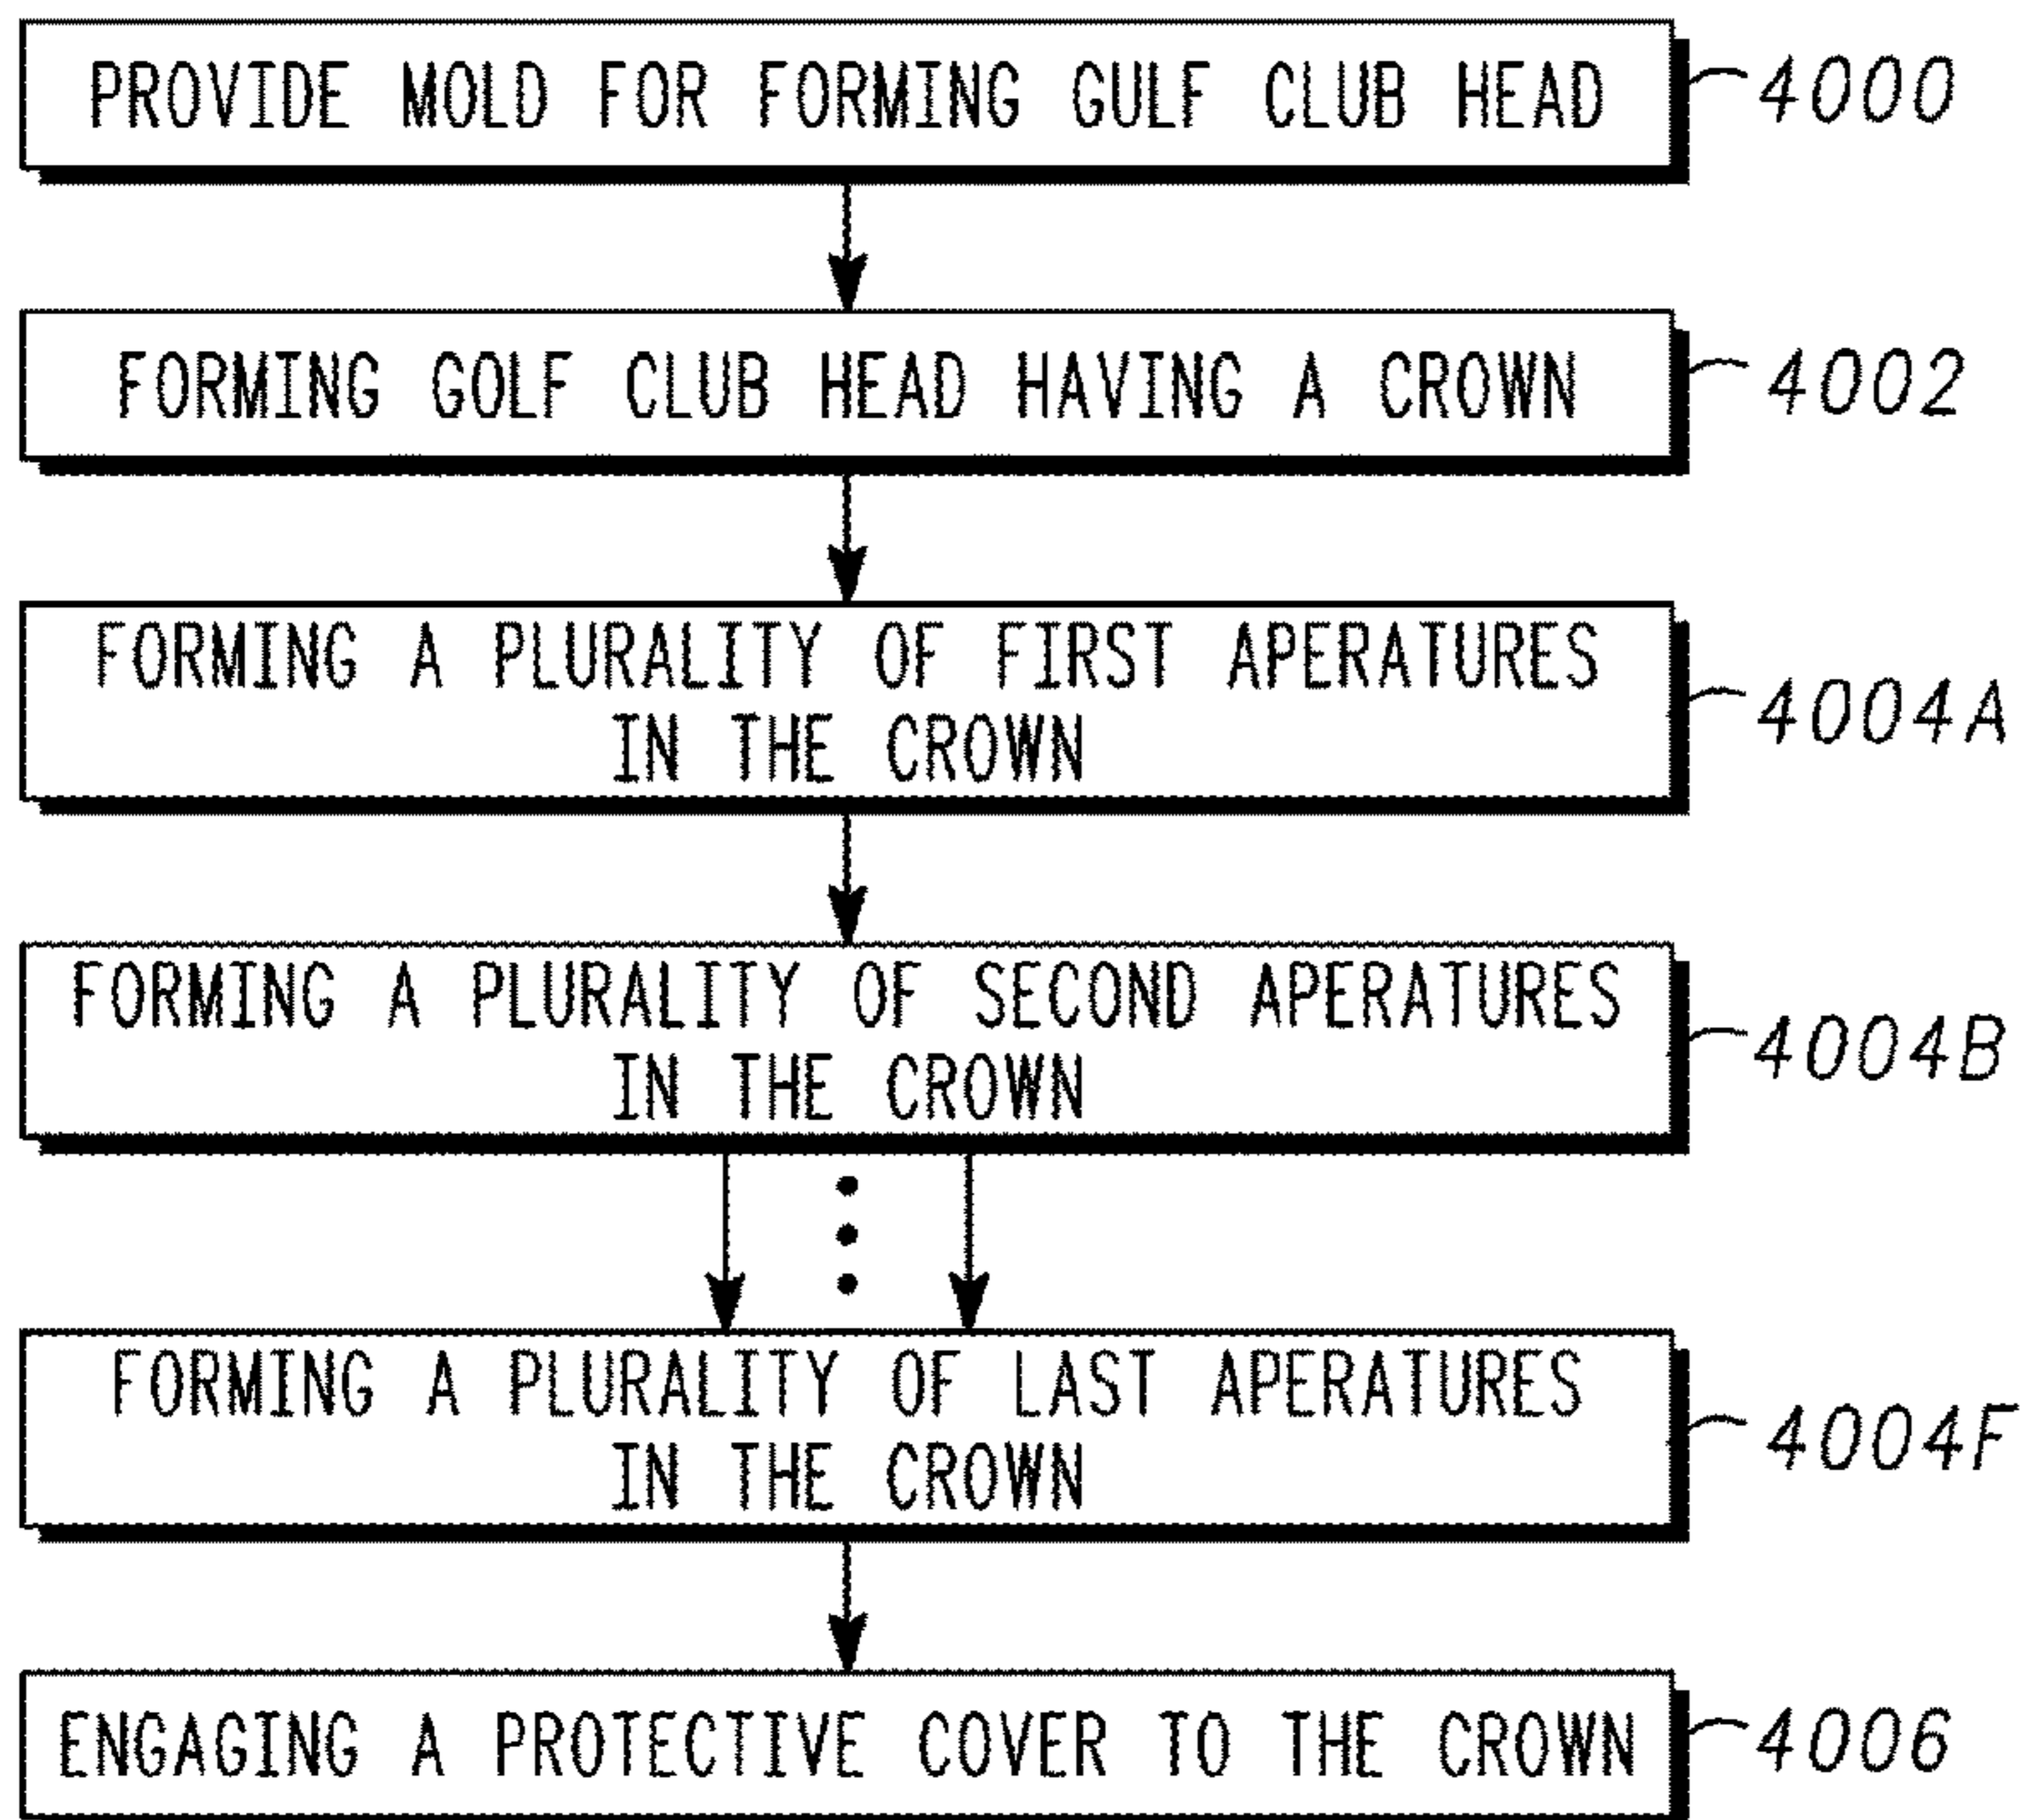 PROVIDE MOLD FOR FORMING GULF CLUB HEAD
4000
FORMING GOLF CLUB HEAD HAVING A CROWN
4002
FORMING A PLURALITY OF FIRST APERATURES
IN THE CROWN
4004A
FORMING A PLURALITY OF SECOND APERATURES
IN THE CROWN
4004B
FORMING A PLURALITY OF LAST APERATURES
IN THE CROWN
4004F
ENGAGING A PROTECTIVE COVER TO THE CROWN
4006